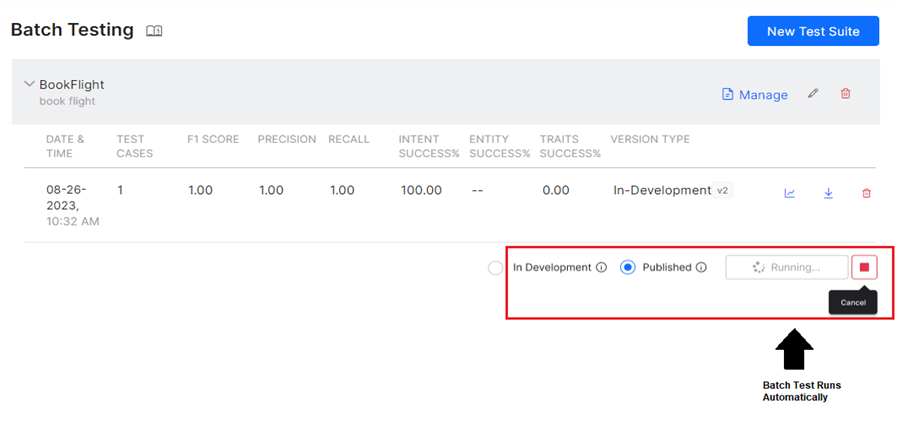 Batch Testing
New Test Suite
BookFlight
book flight
Manage
DATE & TIME
TEST CASES
F1 SCORE
PRECISION
RECALL
INTENT SUCCESS%
ENTITY SUCCESS%
TRAITS SUCCESS%
VERSION TYPE
08-26-
2023,
10:32 AM
1
1.00
1.00
1.00
100.00
--
0.00
In-Development v2
In Development
Published
Running...
Cancel
Batch Test Runs
Automatically